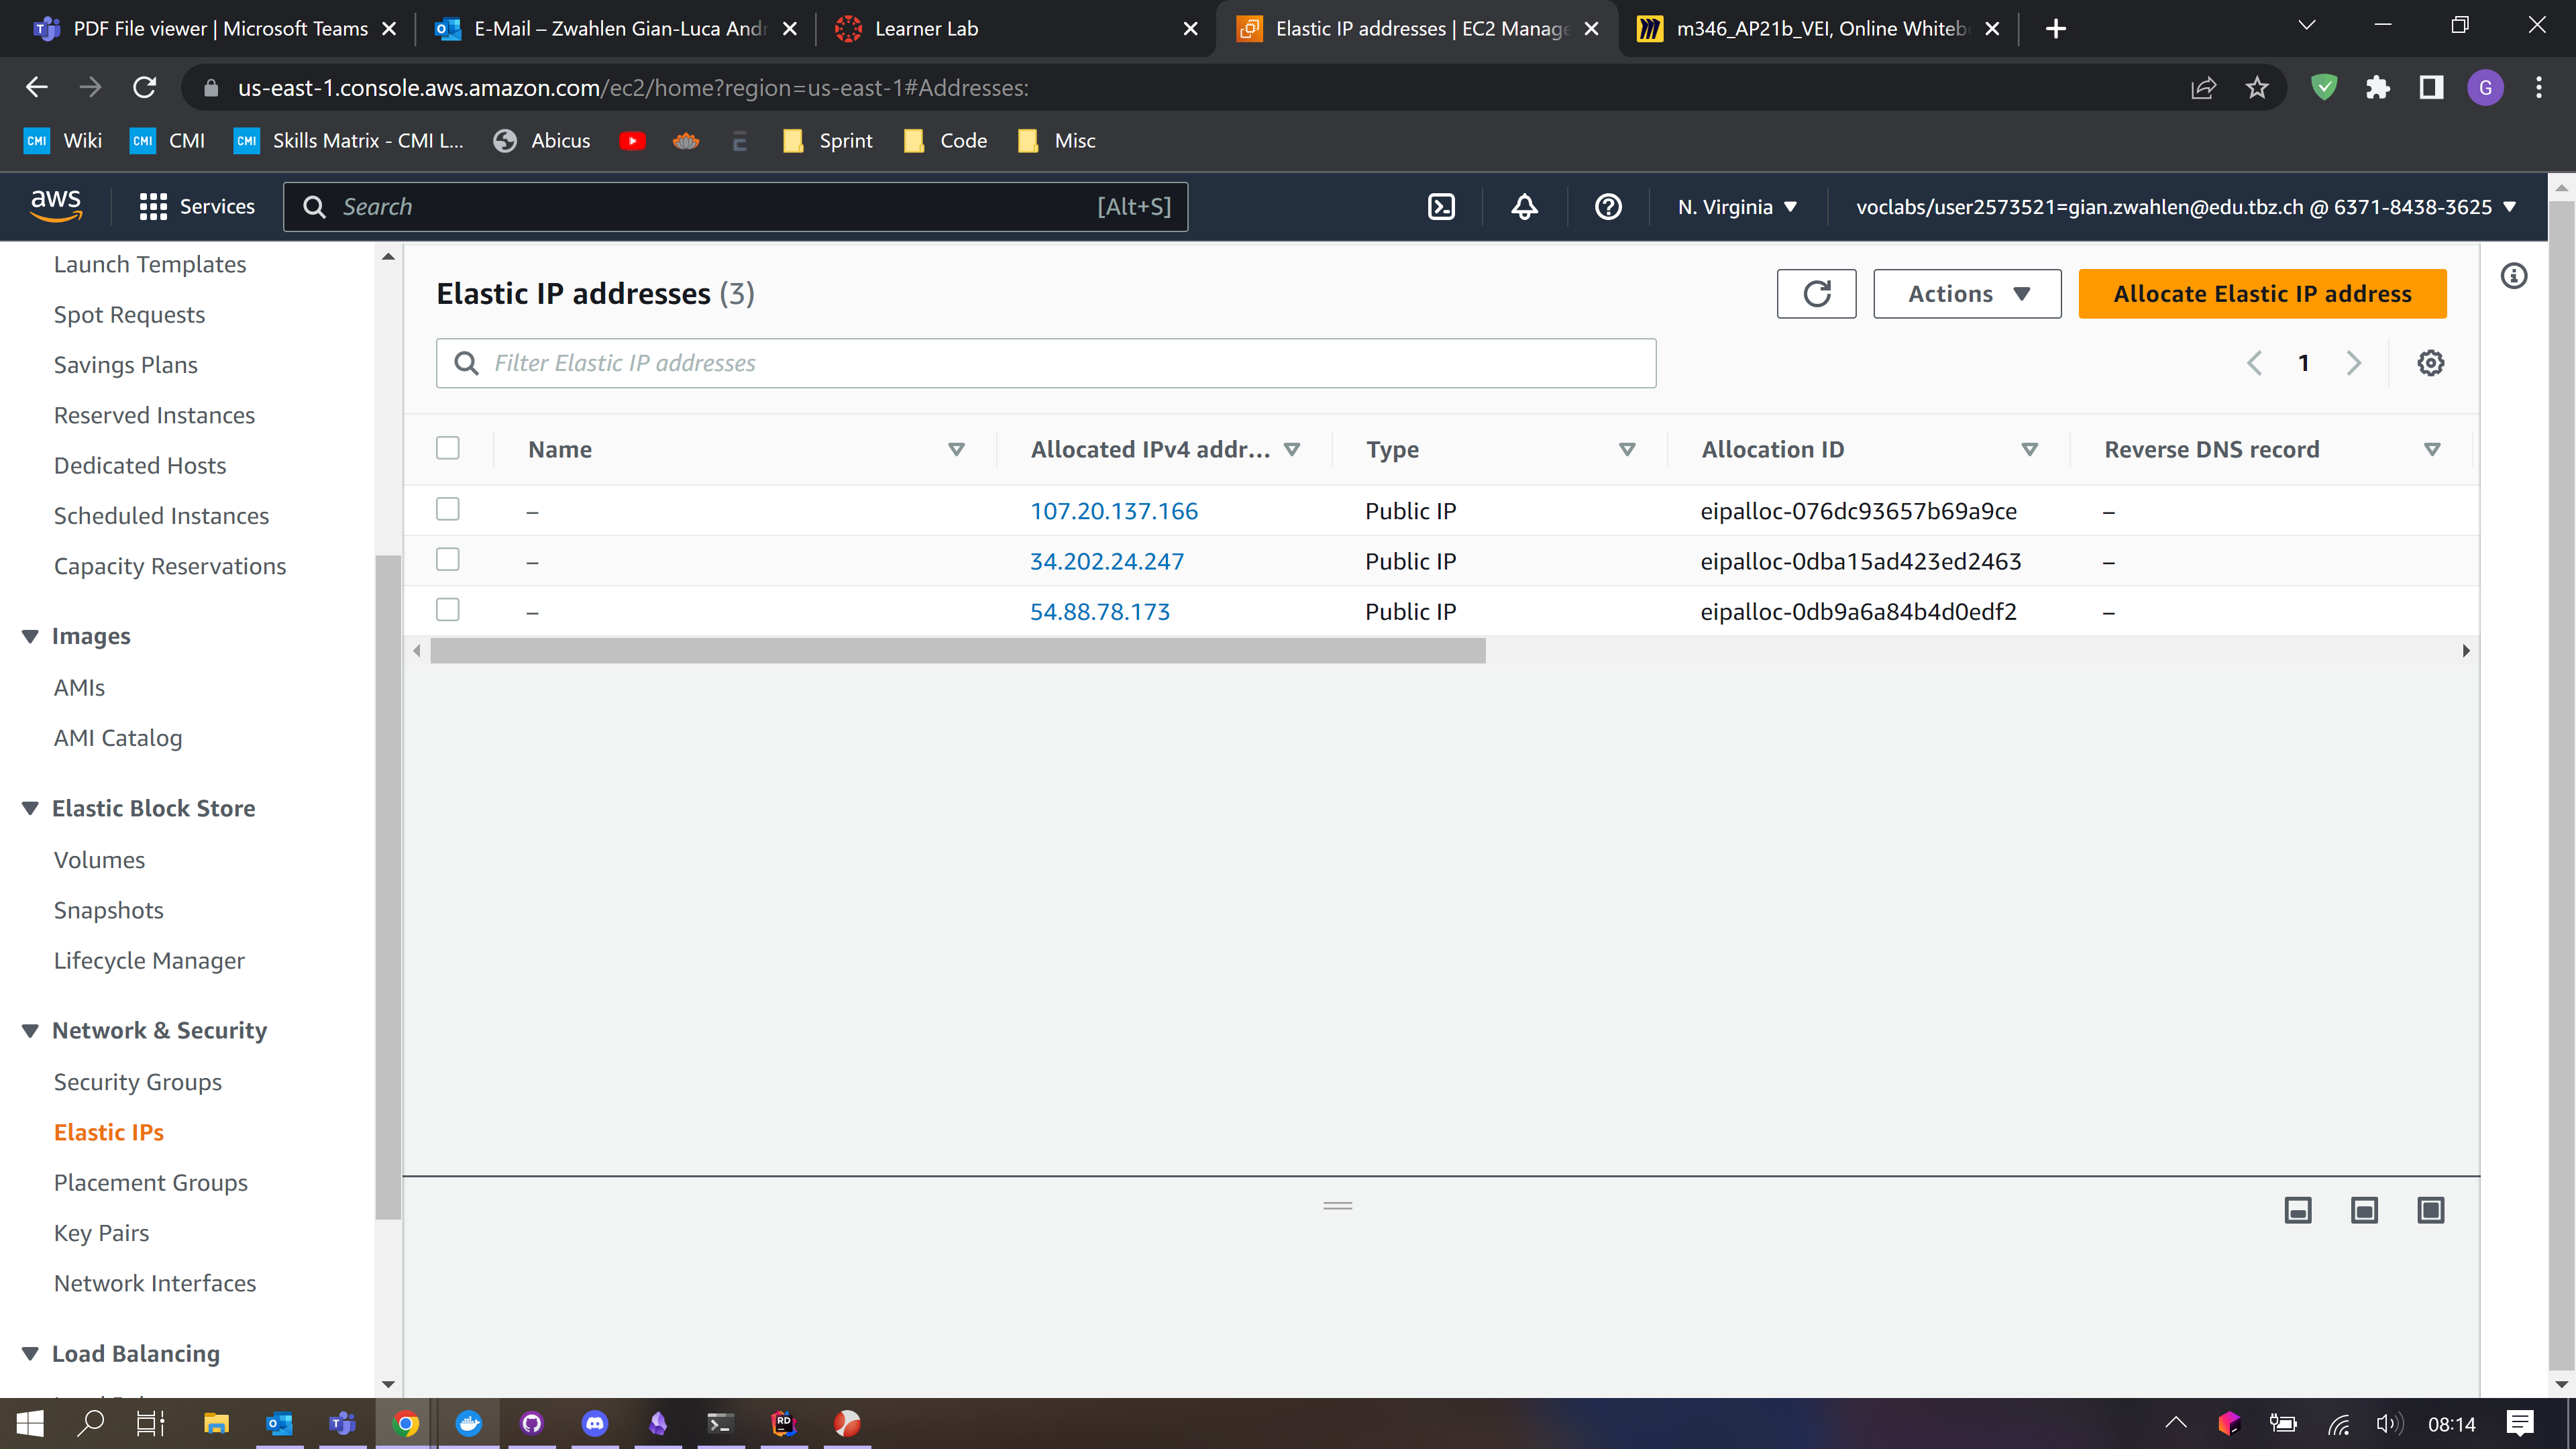 PDF File viewer | Microsoft Teams
E-Mail – Zwahlen Gian-Luca Andr
Learner Lab
Elastic IP addresses | EC2 Manage
m346_AP21b_VEI, Online Whitebo
us-east-1.console.aws.amazon.com/ec2/home?region=us-east-1#Addresses:
G
CMI Wiki
CMI CMI
CMI Skills Matrix - CMI L...
Abicus
Sprint
Code
Misc
aws
Services
Search
[Alt+S]
N. Virginia
voclabs/user2573521=gian.zwahlen@edu.tbz.ch @ 6371-8438-3625
Launch Templates
Spot Requests
Savings Plans
Reserved Instances
Dedicated Hosts
Scheduled Instances
Capacity Reservations
Images
AMIs
AMI Catalog
Elastic Block Store
Volumes
Snapshots
Lifecycle Manager
Network & Security
Security Groups
Elastic IPs
Placement Groups
Key Pairs
Network Interfaces
Load Balancing
Elastic IP addresses (3)
Actions
Allocate Elastic IP address
Filter Elastic IP addresses
1
Name Allocated IPv4 addr... Type Allocation ID Reverse DNS record
– 107.20.137.166 Public IP eipalloc-076dc93657b69a9ce –
– 34.202.24.247 Public IP eipalloc-0dba15ad423ed2463 –
– 54.88.78.173 Public IP eipalloc-0db9a6a84b4d0edf2 –
08:14